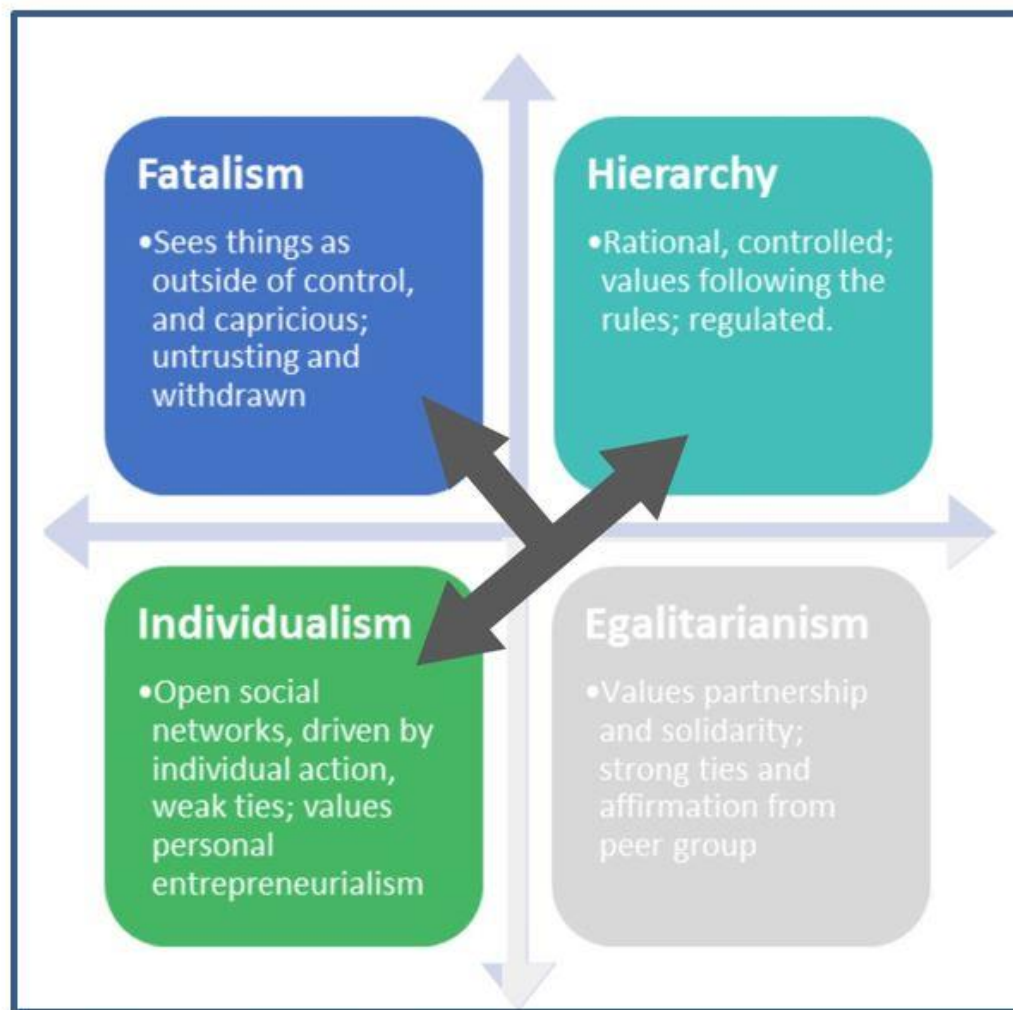 Fatalism
•Sees things as
outside of control,
and capricious;
untrusting and
withdrawn
Hierarchy
•Rational, controlled;
values following the
rules; regulated.
Individualism
•Open social
networks, driven by
individual action,
weak ties; values
personal
entrepreneurialism
Egalitarianism
•Values partnership
and solidarity;
strong ties and
affirmation from
peer group